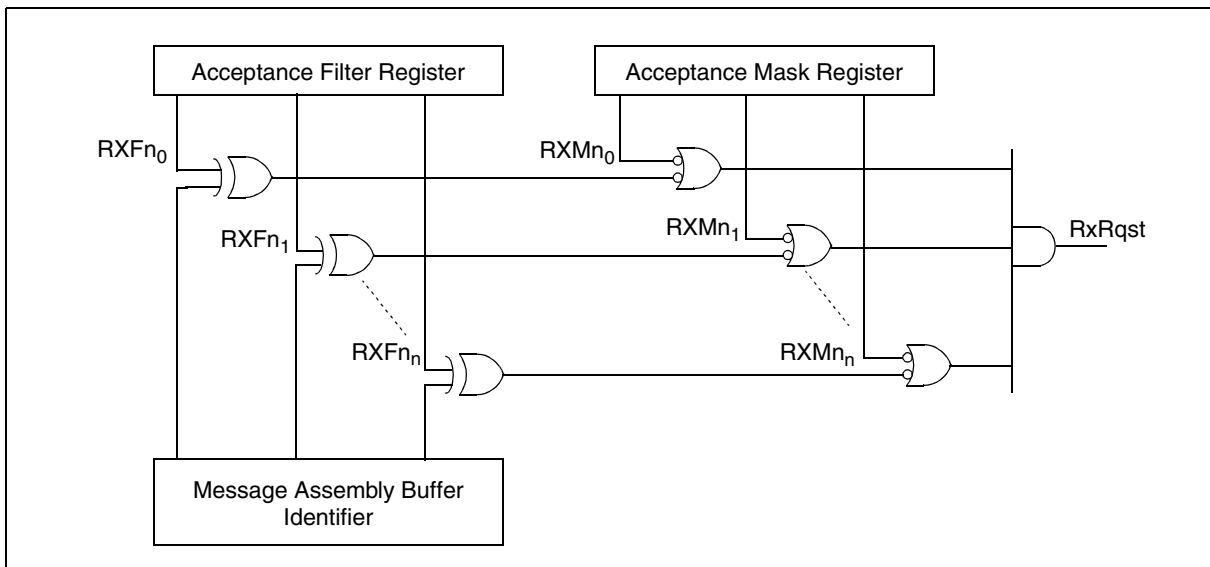 Acceptance Filter Register
Acceptance Mask Register
RXFn₀
RXMn₀
RXFn₁
RXMn₁
RxRqst
RXFnₙ
RXMnₙ
Message Assembly Buffer
Identifier